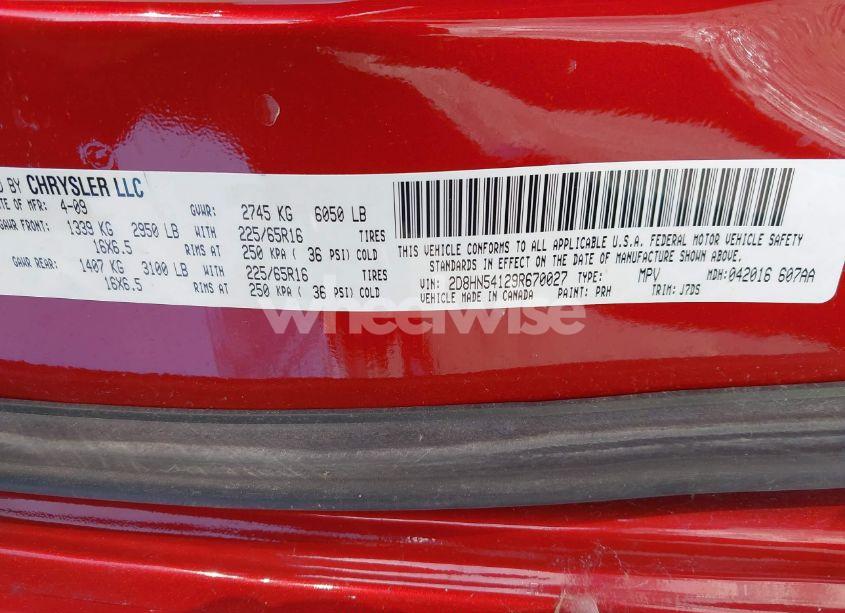 D BY CHRYSLER LLC
ATE OF MFR: 4-09 GVWR: 2745 KG 6050 LB
GAWR FRONT: 1339 KG 2950 LB WITH 225/65R16 TIRES
16X6.5 RIMS AT 250 KPA ( 36 PSI) COLD
GAWR REAR: 1407 KG 3100 LB WITH 225/65R16 TIRES
16X6.5 RIMS AT 250 KPA ( 36 PSI) COLD
THIS VEHICLE CONFORMS TO ALL APPLICABLE U.S.A. FEDERAL MOTOR VEHICLE SAFETY
STANDARDS IN EFFECT ON THE DATE OF MANUFACTURE SHOWN ABOVE.
VIN: 2D8HN54129R670027 TYPE: MPV MDH: 042016 607AA
VEHICLE MADE IN CANADA PAINT: PRH TRIM: J7DS
wheelwise